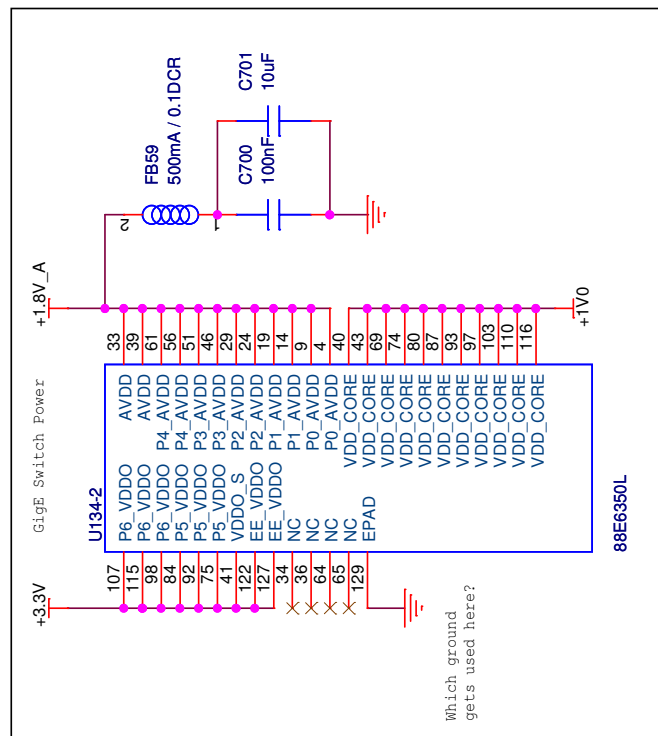 GigE Switch Power
U134-2
88E6350L
+3.3V
107 P6_VDDO
115 P6_VDDO
98 P6_VDDO
84 P5_VDDO
92 P5_VDDO
75 P5_VDDO
41 VDDO_S
122 EE_VDDO
127 EE_VDDO
34 NC
36 NC
64 NC
65 NC
129 EPAD
Which ground
gets used here?
+1.8V_A
AVDD 33
AVDD 39
P4_AVDD 61
P4_AVDD 56
P3_AVDD 51
P3_AVDD 46
P2_AVDD 29
P2_AVDD 24
P1_AVDD 19
P1_AVDD 14
P0_AVDD 9
P0_AVDD 4
VDD_CORE 40
VDD_CORE 43
VDD_CORE 69
VDD_CORE 74
VDD_CORE 80
VDD_CORE 87
VDD_CORE 93
VDD_CORE 97
VDD_CORE 103
VDD_CORE 110
VDD_CORE 116
+1V0
FB59
500mA / 0.1DCR
2
1
C701
10uF
C700
100nF